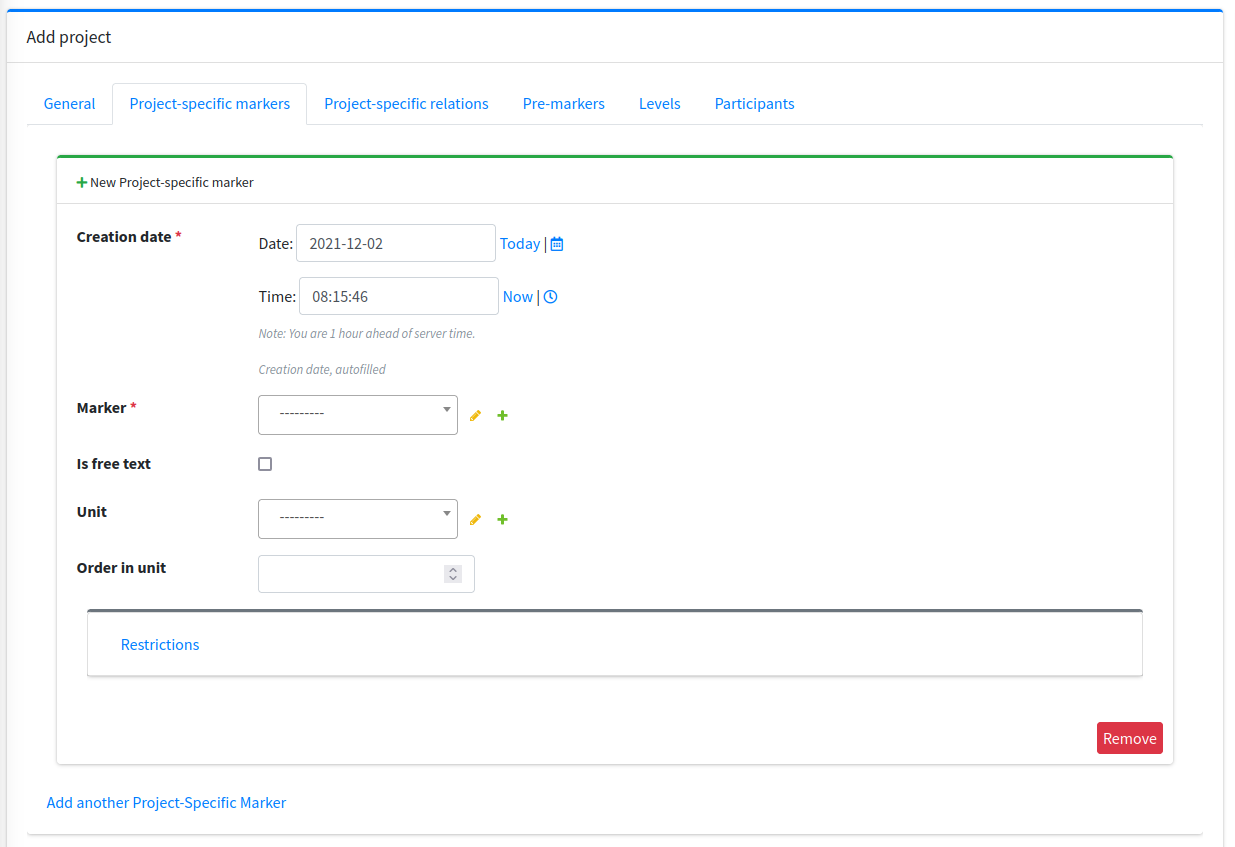 Add project
General Project-specific markers Project-specific relations Pre-markers Levels Participants
New Project-specific marker
Creation date * Date: 2021-12-02 Today |
Time: 08:15:46 Now |
Note: You are 1 hour ahead of server time.
Creation date, autofilled
Marker * ---------
Is free text
Unit ---------
Order in unit
Restrictions
Remove
Add another Project-Specific Marker